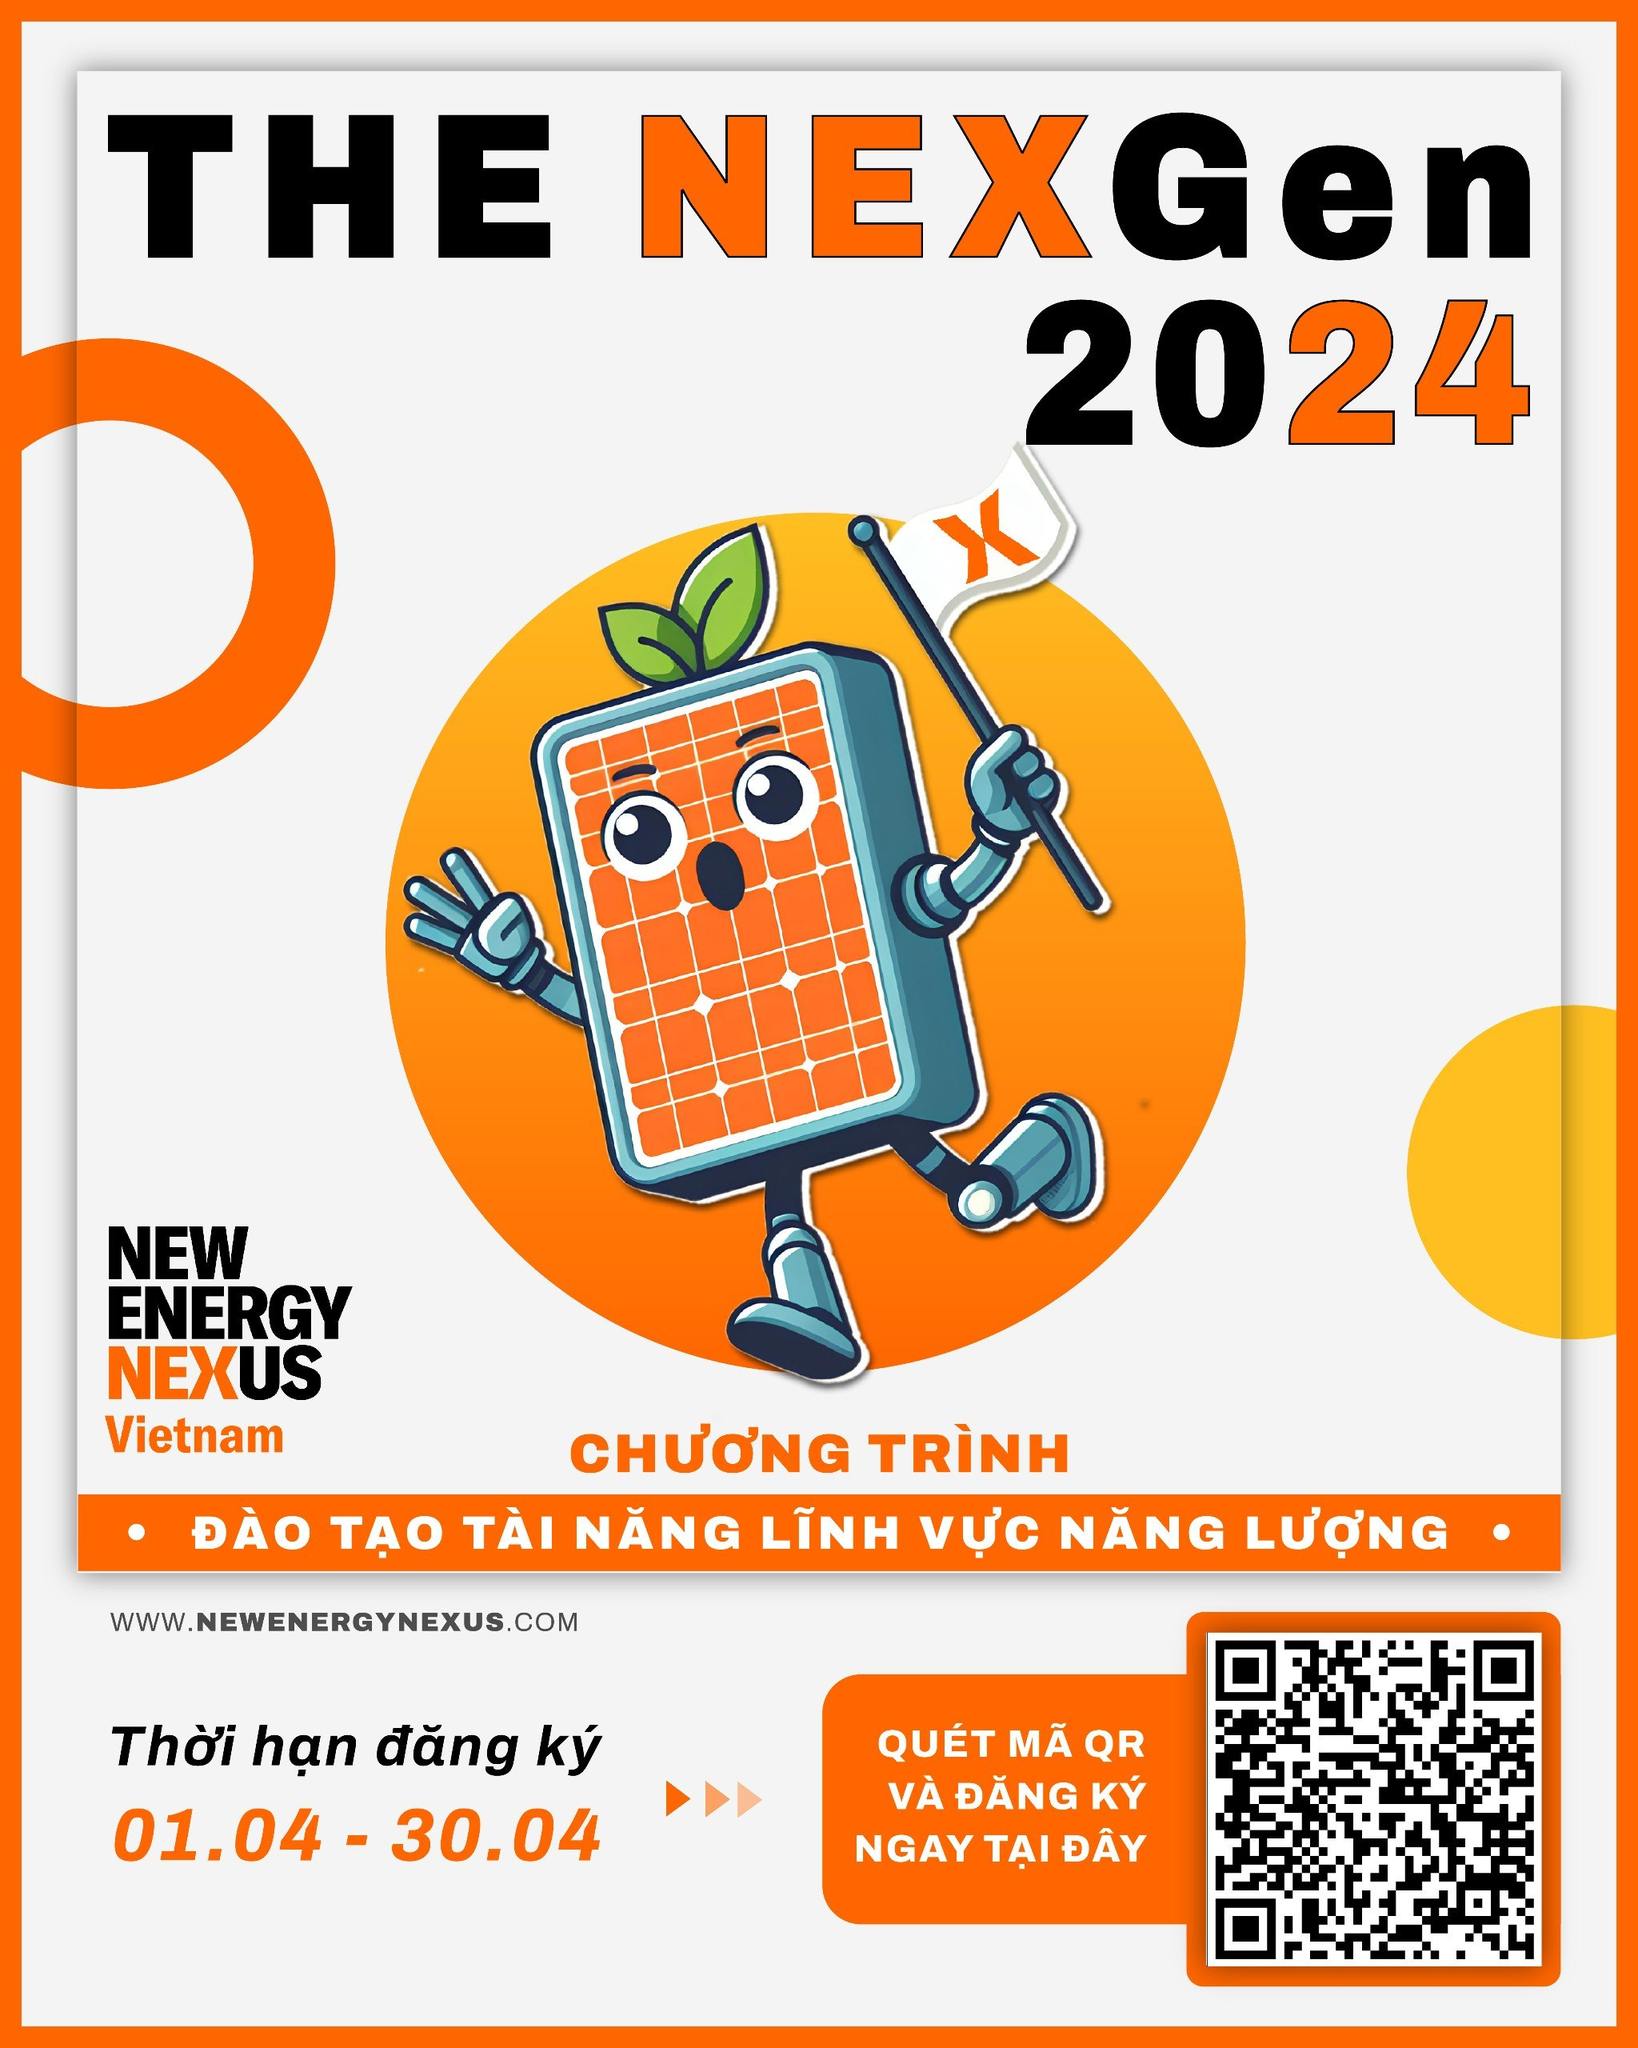 THE NEXGen
2024
X
NEW
ENERGY
NEXUS
Vietnam
CHƯƠNG TRÌNH
• ĐÀO TẠO TÀI NĂNG LĨNH VỰC NĂNG LƯỢNG •
WWW.NEWENERGYNEXUS.COM
Thời hạn đăng ký
01.04 - 30.04
QUÉT MÃ QR
VÀ ĐĂNG KÝ
NGAY TẠI ĐÂY